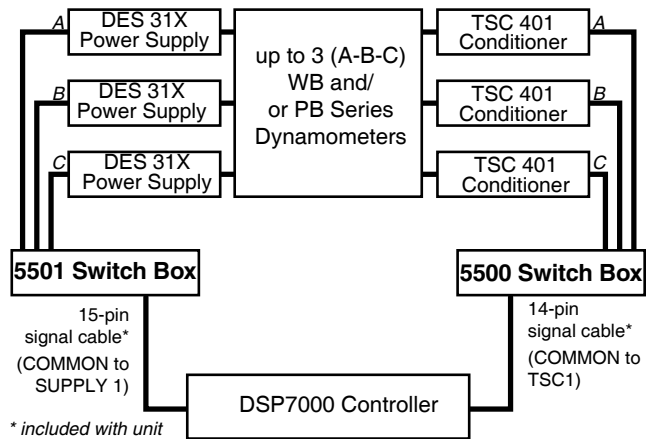 A
DES 31X
Power Supply
B
DES 31X
Power Supply
C
DES 31X
Power Supply
up to 3 (A-B-C)
WB and/
or PB Series
Dynamometers
TSC 401
Conditioner
A
TSC 401
Conditioner
B
TSC 401
Conditioner
C
5501 Switch Box
5500 Switch Box
15-pin
signal cable*
(COMMON to
SUPPLY 1)
14-pin
signal cable*
(COMMON to
TSC1)
DSP7000 Controller
* included with unit